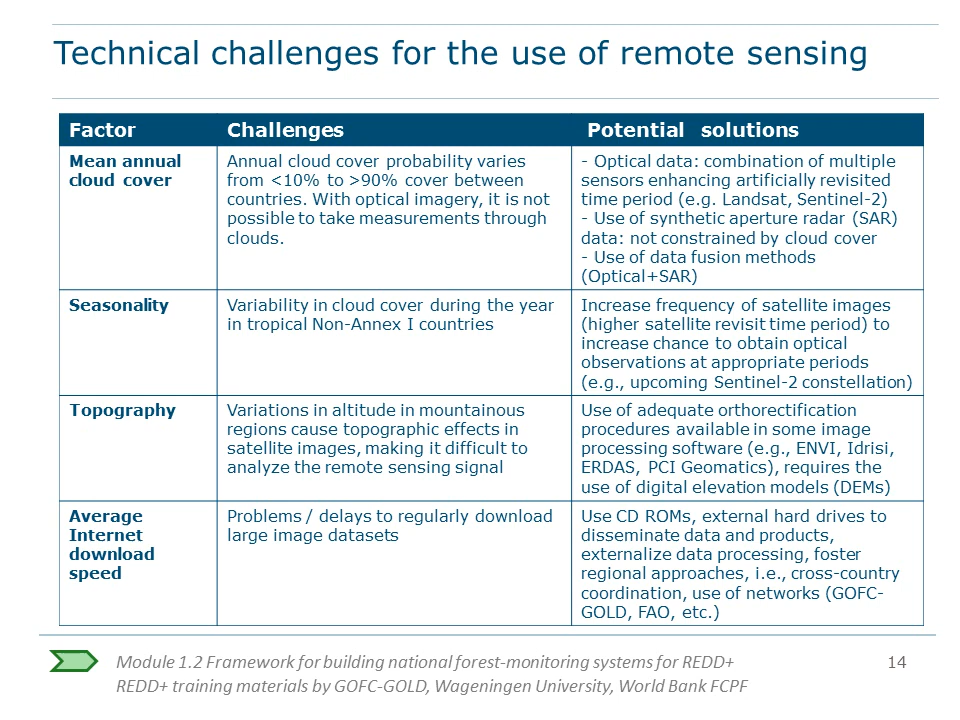 Technical challenges for the use of remote sensing
Factor
Challenges
Potential solutions
Mean annual
cloud cover
Annual cloud cover probability varies
from <10% to >90% cover between
countries. With optical imagery, it is not
possible to take measurements through
clouds.
- Optical data: combination of multiple
sensors enhancing artificially revisited
time period (e.g. Landsat, Sentinel-2)
- Use of synthetic aperture radar (SAR)
data: not constrained by cloud cover
- Use of data fusion methods
(Optical+SAR)
Seasonality
Variability in cloud cover during the year
in tropical Non-Annex I countries
Increase frequency of satellite images
(higher satellite revisit time period) to
increase chance to obtain optical
observations at appropriate periods
(e.g., upcoming Sentinel-2 constellation)
Topography
Variations in altitude in mountainous
regions cause topographic effects in
satellite images, making it difficult to
analyze the remote sensing signal
Use of adequate orthorectification
procedures available in some image
processing software (e.g., ENVI, Idrisi,
ERDAS, PCI Geomatics), requires the
use of digital elevation models (DEMs)
Average
Internet
download
speed
Problems / delays to regularly download
large image datasets
Use CD ROMs, external hard drives to
disseminate data and products,
externalize data processing, foster
regional approaches, i.e., cross-country
coordination, use of networks (GOFC-
GOLD, FAO, etc.)
Module 1.2 Framework for building national forest-monitoring systems for REDD+
REDD+ training materials by GOFC-GOLD, Wageningen University, World Bank FCPF
14